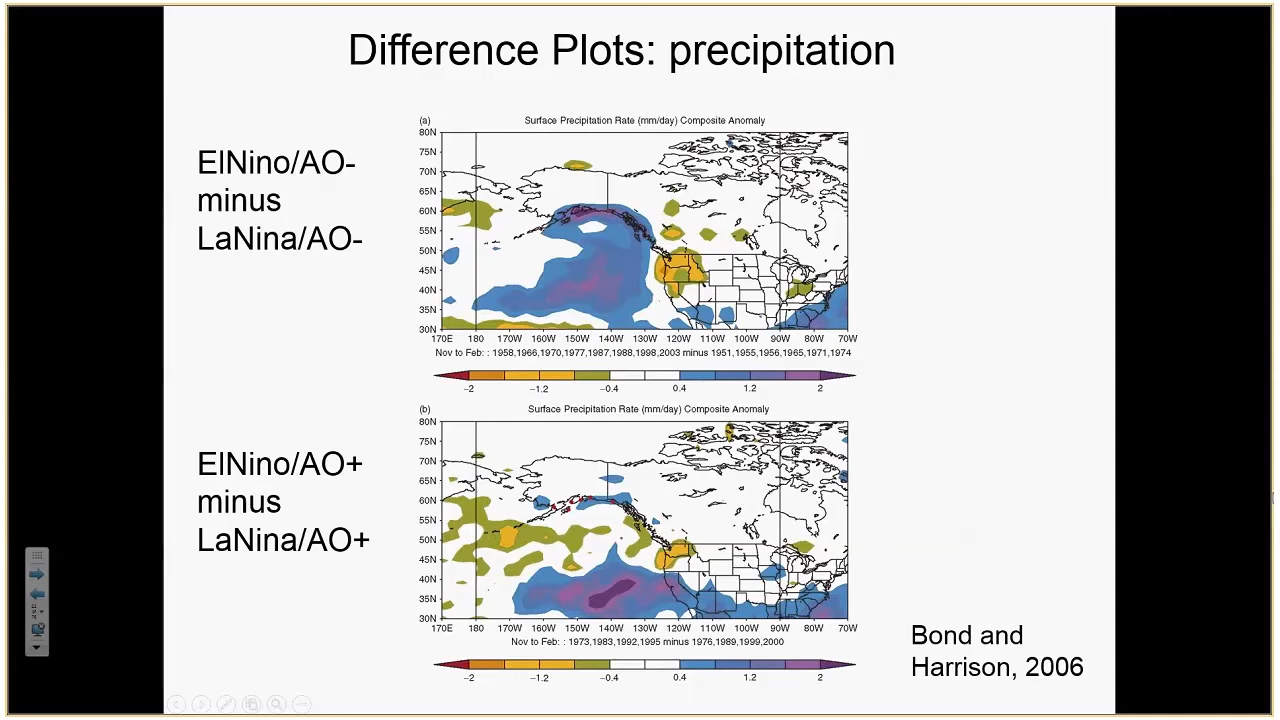 Difference Plots: precipitation
ElNino/AO-
minus
LaNina/AO-
(a)
Surface Precipitation Rate (mm/day) Composite Anomaly
80N
75N
70N
65N
60N
55N
50N
45N
40N
35N
30N
170E 180 170W 160W 150W 140W 130W 120W 110W 100W 90W 80W 70W
Nov to Feb: : 1958,1966,1970,1977,1987,1988,1998,2003 minus 1951,1955,1956,1965,1971,1974
−2 −1.2 −0.4 0.4 1.2 2
ElNino/AO+
minus
LaNina/AO+
(b)
Surface Precipitation Rate (mm/day) Composite Anomaly
80N
75N
70N
65N
60N
55N
50N
45N
40N
35N
30N
170E 180 170W 160W 150W 140W 130W 120W 110W 100W 90W 80W 70W
Nov to Feb: : 1973,1983,1992,1995 minus 1976,1989,1999,2000
−2 −1.2 −0.4 0.4 1.2 2
Bond and
Harrison, 2006